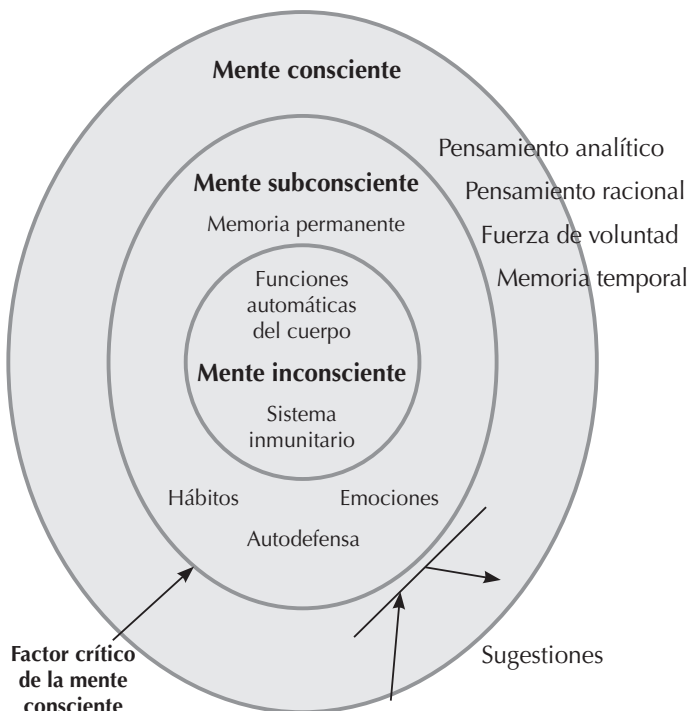 Mente consciente
Pensamiento analítico
Mente subconsciente
Pensamiento racional
Memoria permanente
Fuerza de voluntad
Memoria temporal
Funciones
automáticas
del cuerpo
Mente inconsciente
Sistema
inmunitario
Hábitos
Emociones
Autodefensa
Factor crítico
de la mente
consciente
Sugestiones